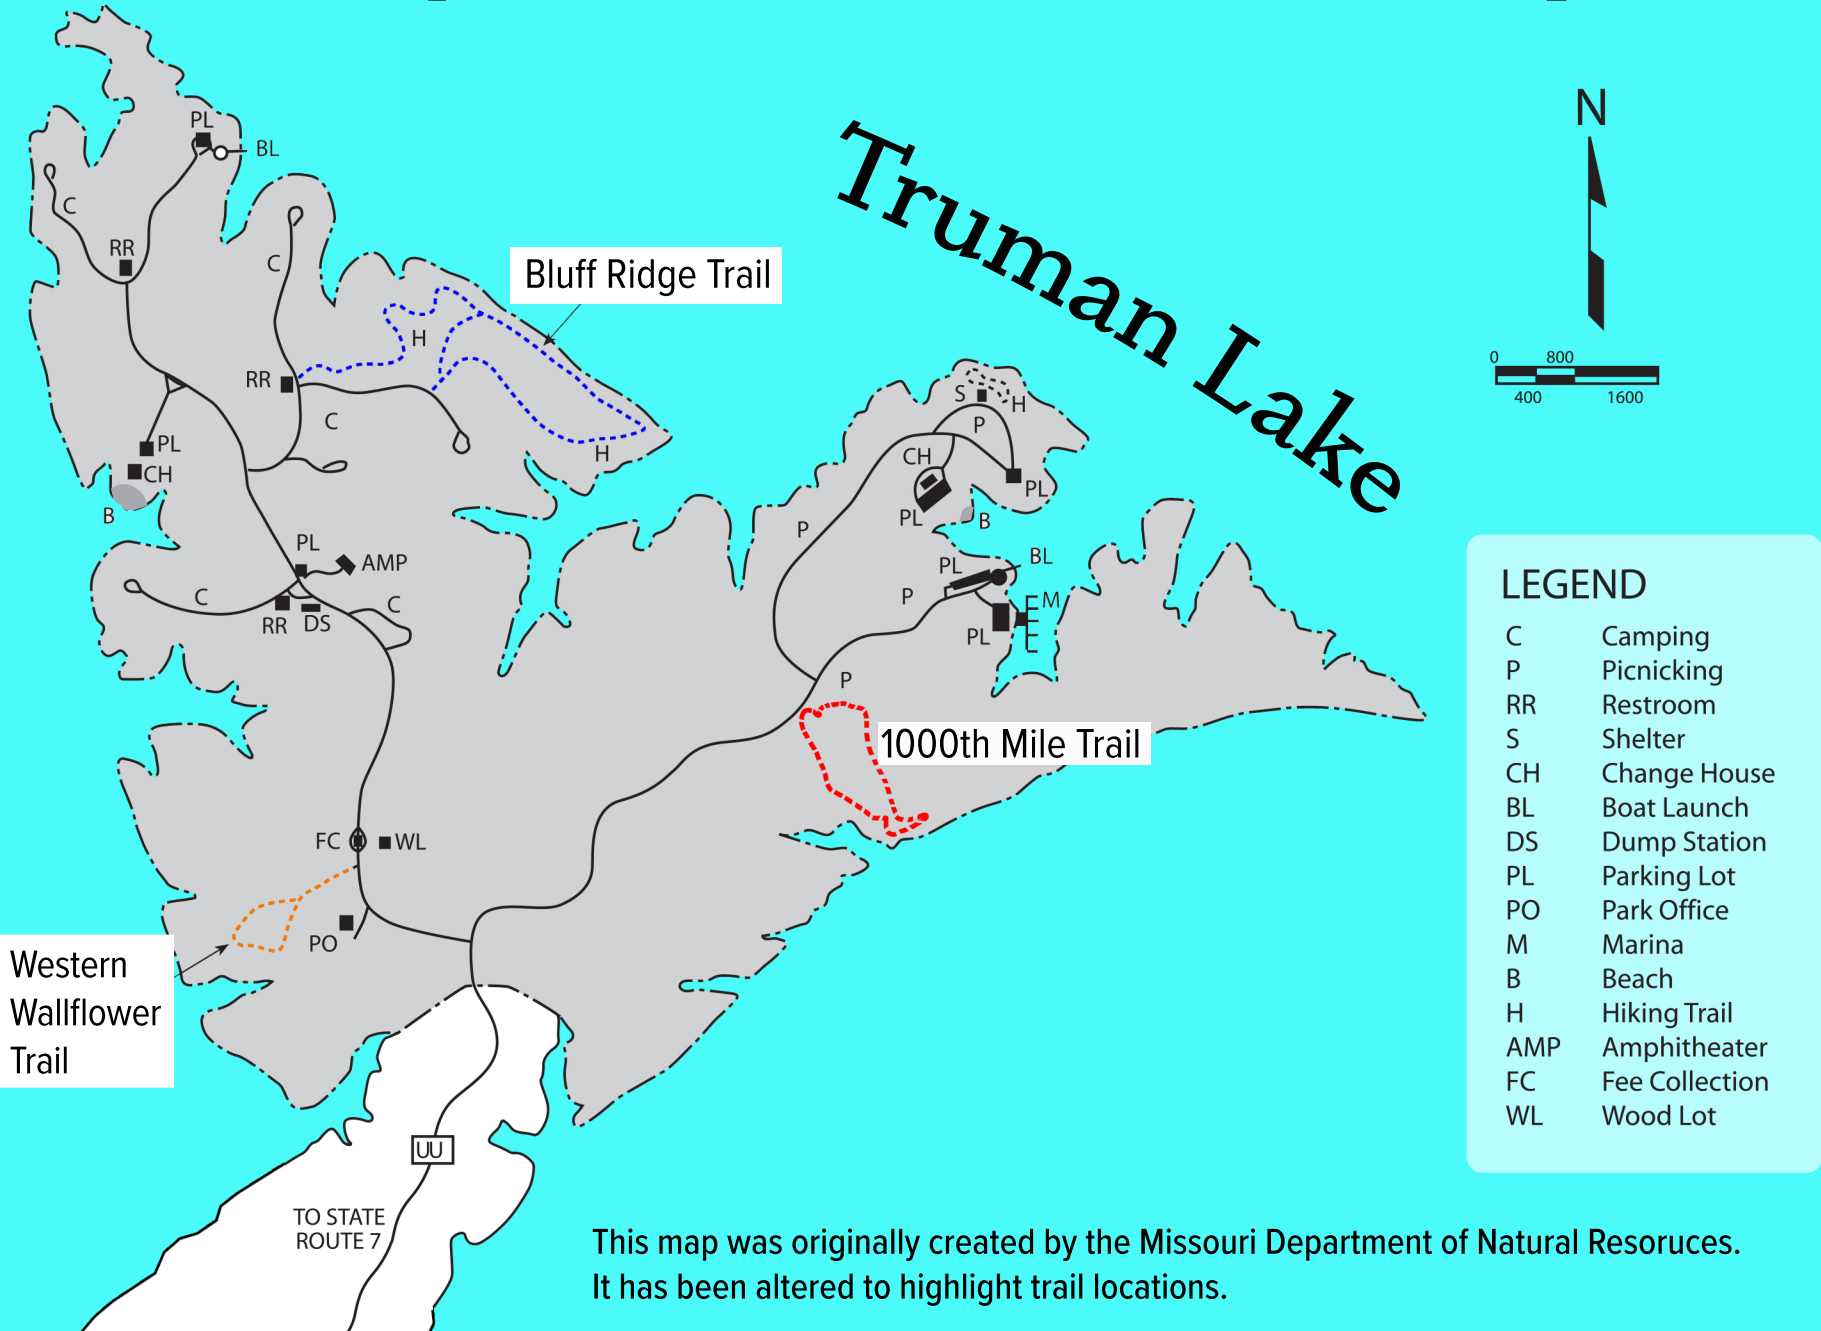 PL
BL
C
RR
C
Bluff Ridge Trail
H
RR
C
H
PL
CH
B
PL
AMP
C
C
RR
DS
Truman Lake
N
0
800
400
1600
S
H
P
CH
PL
PL
B
P
BL
PL
P
M
PL
P
1000th Mile Trail
FC
WL
PO
Western
Wallflower
Trail
UU
TO STATE
ROUTE 7
LEGEND
C Camping
P Picnicking
RR Restroom
S Shelter
CH Change House
BL Boat Launch
DS Dump Station
PL Parking Lot
PO Park Office
M Marina
B Beach
H Hiking Trail
AMP Amphitheater
FC Fee Collection
WL Wood Lot
This map was originally created by the Missouri Department of Natural Resoruces.
It has been altered to highlight trail locations.